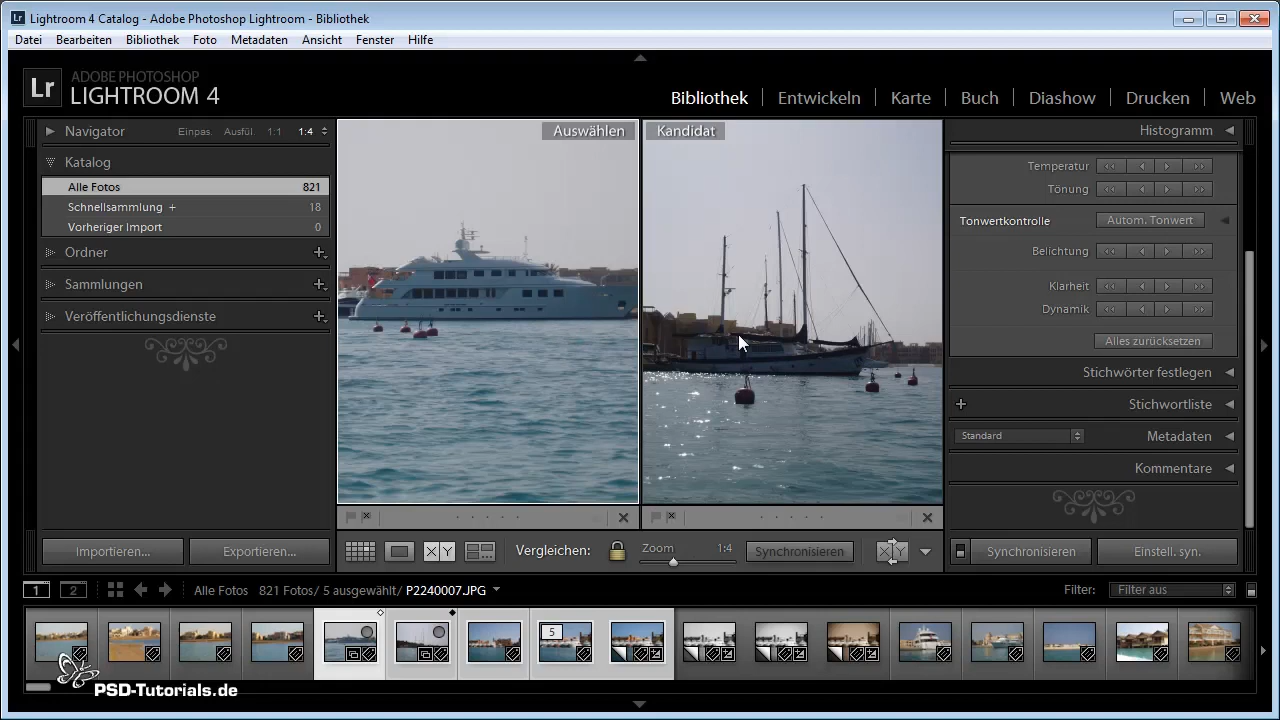 Lightroom 4 Catalog - Adobe Photoshop Lightroom - Bibliothek
Datei Bearbeiten Bibliothek Foto Metadaten Ansicht Fenster Hilfe
Lr ADOBE PHOTOSHOP
LIGHTROOM 4
Bibliothek Entwickeln Karte Buch Diashow Drucken Web
Navigator Einpas. Ausfül. 1:1 1:4
Auswählen
Kandidat
Histogramm
Katalog
Alle Fotos 821
Schnellsammlung + 18
Vorheriger Import 0
Ordner
Sammlungen
Veröffentlichungsdienste
Temperatur
Tönung
Tonwertkontrolle Autom. Tonwert
Belichtung
Klarheit
Dynamik
Alles zurücksetzen
Stichwörter festlegen
Stichwortliste
Standard Metadaten
Kommentare
Importieren... Exportieren...
XY Vergleichen: Zoom 1:4 Synchronisieren XY
Synchronisieren Einstell. syn.
1 2 Alle Fotos 821 Fotos/ 5 ausgewählt/ P2240007.JPG
Filter: Filter aus
5
PSD-Tutorials.de